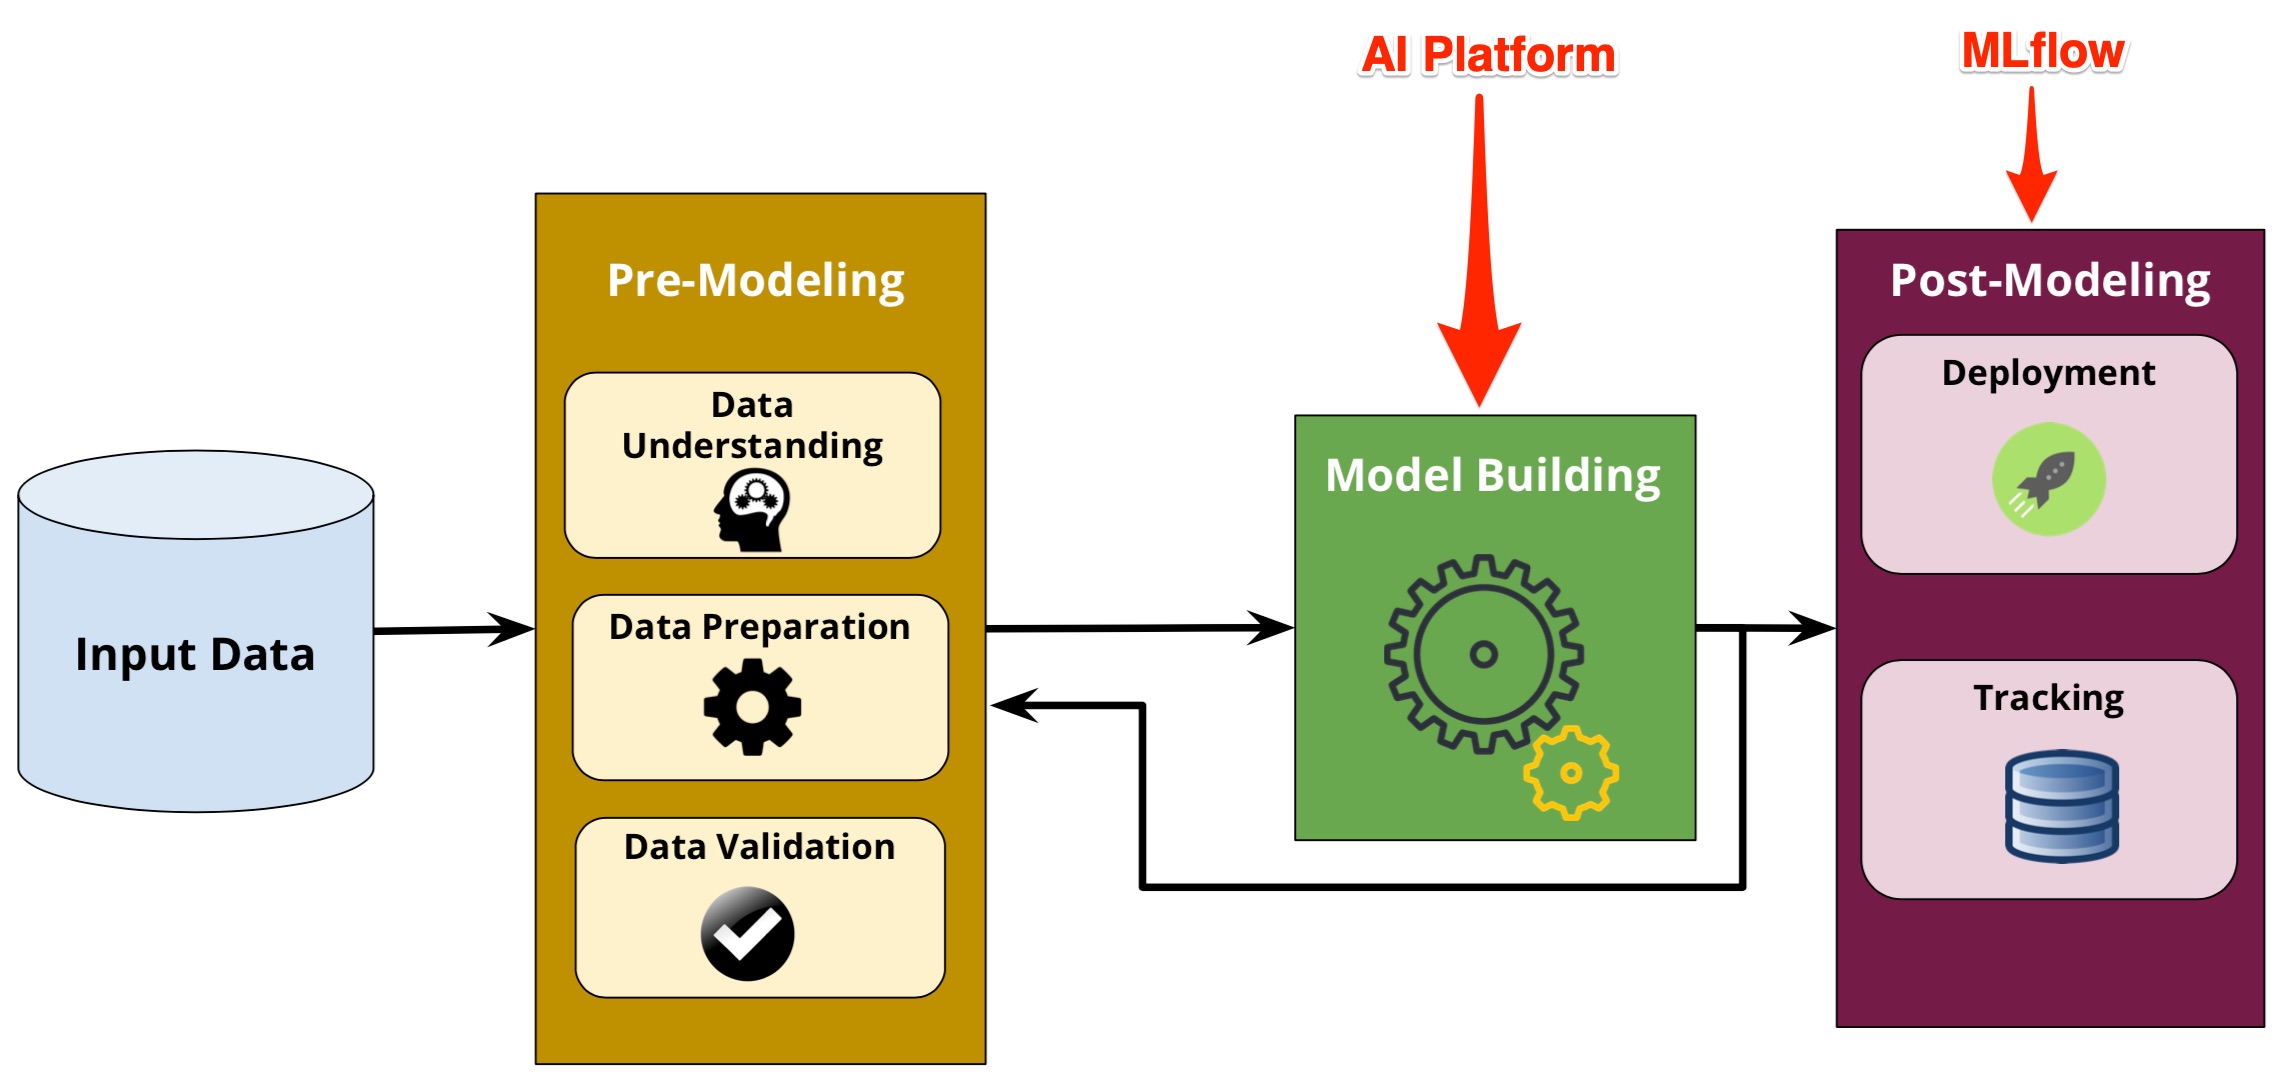 AI Platform
MLflow
Pre-Modeling
Data
Understanding
Data Preparation
Data Validation
Input Data
Model Building
Post-Modeling
Deployment
Tracking